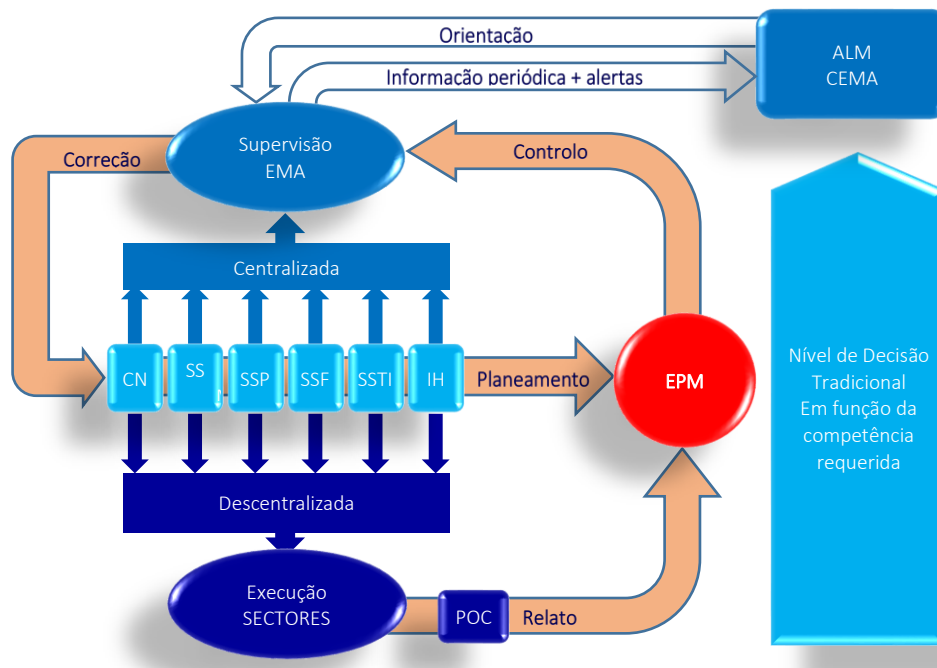 Orientação
ALM
CEMA
Informação periódica + alertas
Supervisão
EMA
Correcão
Controlo
Centralizada
CN
SS
SSP
SSF
SSTI
IH
Planeamento
EPM
Nível de Decisão
Tradicional
Em função da
competência
requerida
Descentralizada
Execução
SECTORES
POC
Relato